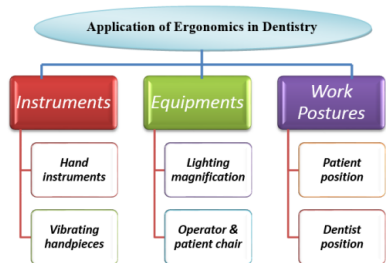 Application of Ergonomics in Dentistry
Instruments
Equipments
Work
Postures
Hand
instruments
Lighting
magnification
Patient
position
Vibrating
handpieces
Operator &
patient chair
Dentist
position